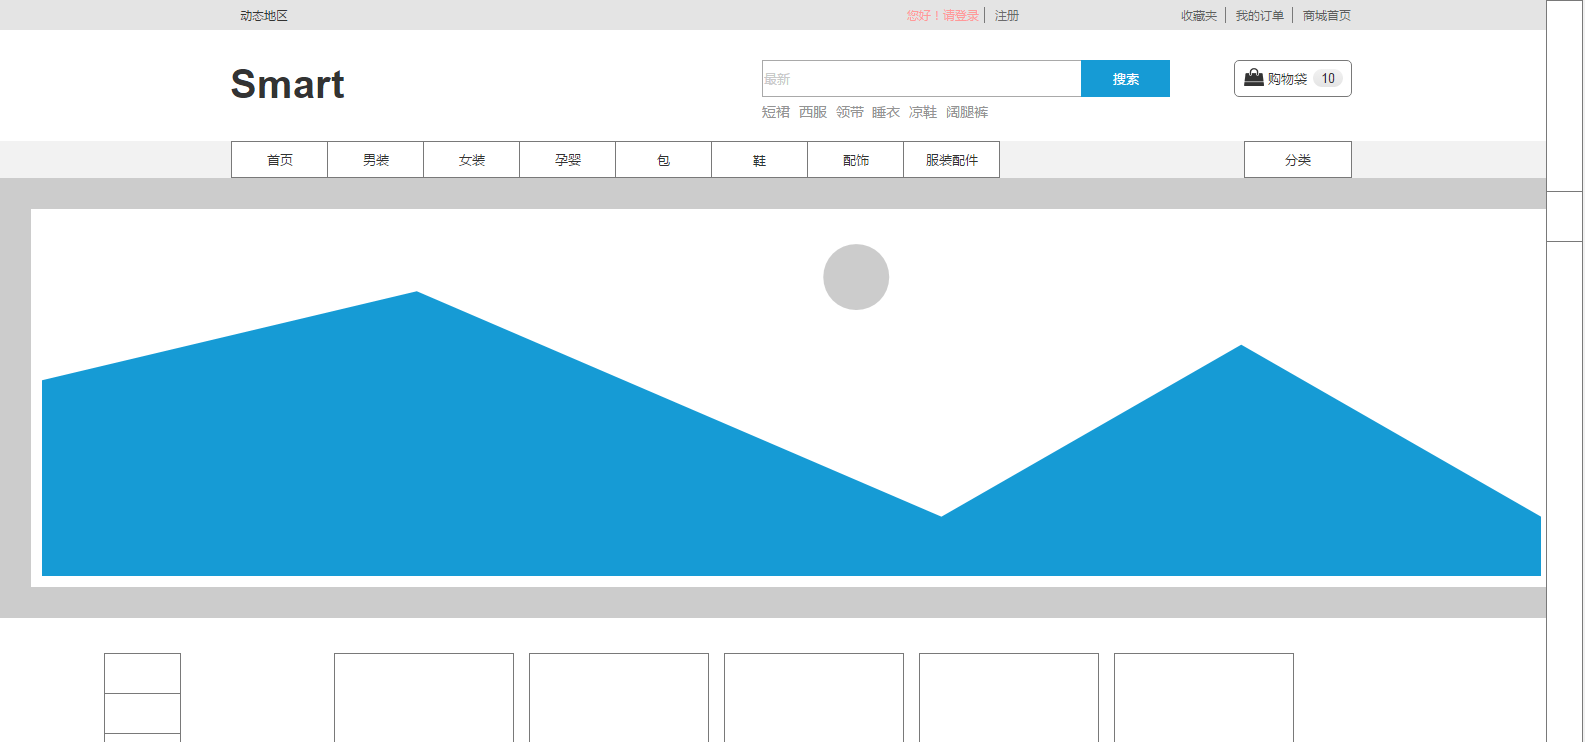 动态地区 您好！请登录 注册 收藏夹 我的订单 商城首页
Smart 最新 搜索 购物袋 10
短裙 西服 领带 睡衣 凉鞋 阔腿裤
首页 男装 女装 孕婴 包 鞋 配饰 服装配件 分类